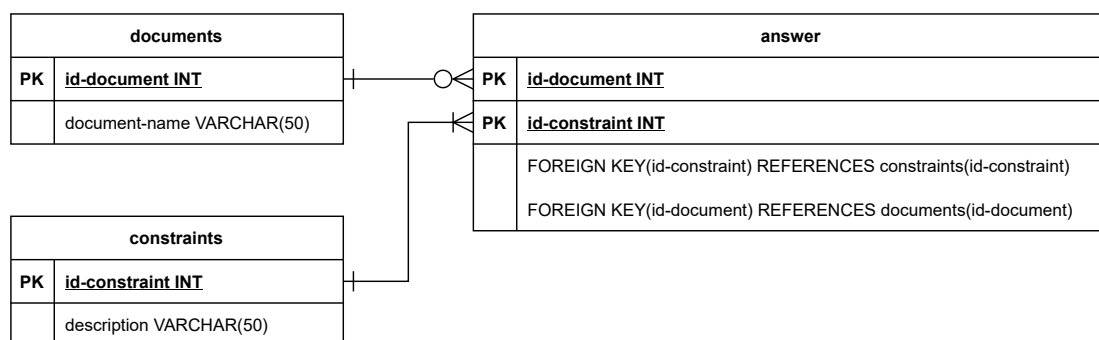 documents
PK id-document INT
document-name VARCHAR(50)
answer
PK id-document INT
PK id-constraint INT
FOREIGN KEY(id-constraint) REFERENCES constraints(id-constraint)
FOREIGN KEY(id-document) REFERENCES documents(id-document)
constraints
PK id-constraint INT
description VARCHAR(50)